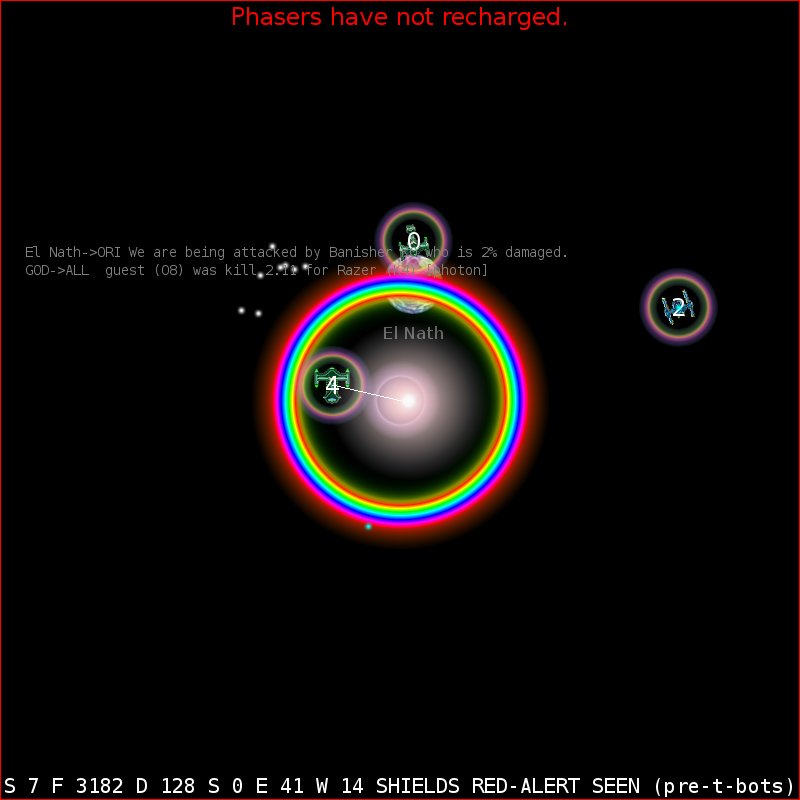 Phasers have not recharged.
0
El Nath->ORI We are being attacked by Banisher who is 2% damaged.
GOD->ALL guest (O8) was kill 2.11 for Razer [photon]
2
El Nath
4
S 7 F 3182 D 128 S 0 E 41 W 14 SHIELDS RED-ALERT SEEN (pre-t-bots)